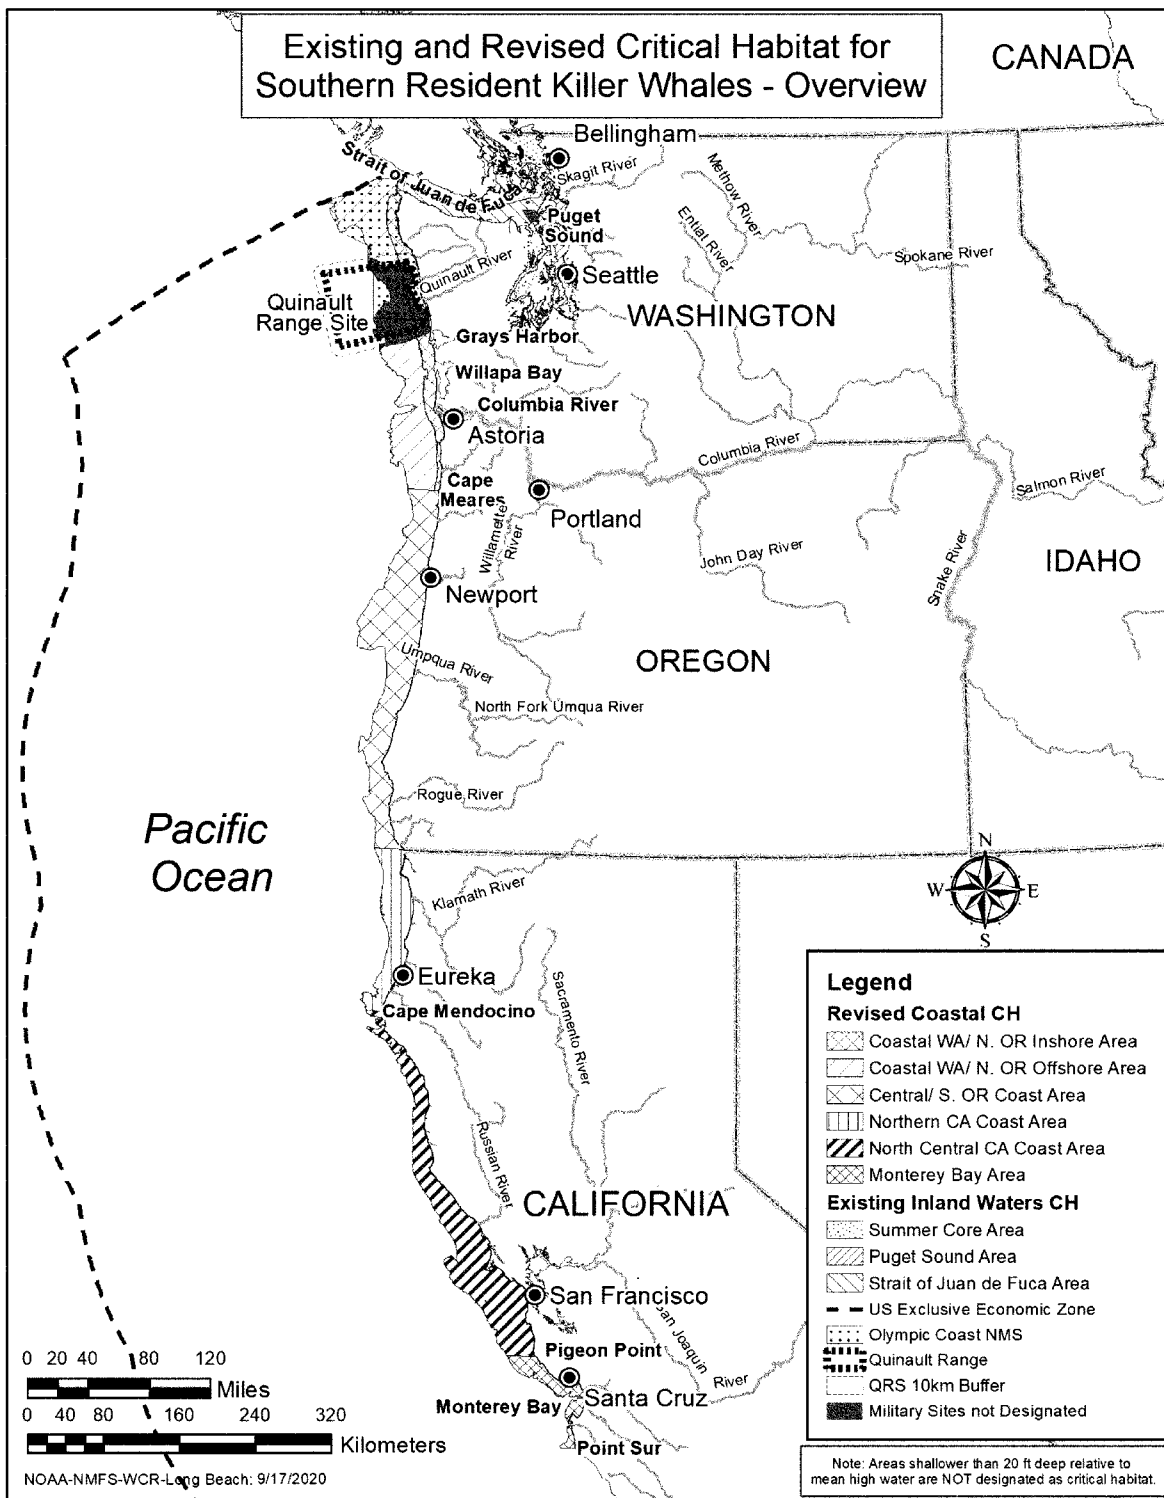 Existing and Revised Critical Habitat for
Southern Resident Killer Whales - Overview
CANADA
Bellingham
Strait of Juan de Fuca
Skagit River
Methow River
Puget
Sound
Entiat River
Spokane River
Quinault River
Seattle
Quinault
Range Site
WASHINGTON
Grays Harbor
Willapa Bay
Columbia River
Astoria
Columbia River
Cape
Meares
Salmon River
Portland
Willamette
River
John Day River
Snake River
IDAHO
Newport
Umpqua River
OREGON
North Fork Umqua River
Rogue River
Pacific
Ocean
N
W
E
S
Klamath River
Eureka
Sacramento River
Cape Mendocino
Russian River
CALIFORNIA
San Francisco
San Joaquin
River
Pigeon Point
Santa Cruz
Monterey Bay
Point Sur
Legend
Revised Coastal CH
Coastal WA/ N. OR Inshore Area
Coastal WA/ N. OR Offshore Area
Central/ S. OR Coast Area
Northern CA Coast Area
North Central CA Coast Area
Monterey Bay Area
Existing Inland Waters CH
Summer Core Area
Puget Sound Area
Strait of Juan de Fuca Area
US Exclusive Economic Zone
Olympic Coast NMS
Quinault Range
QRS 10km Buffer
Military Sites not Designated
0 20 40 80 120
Miles
0 40 80 160 240 320
Kilometers
NOAA-NMFS-WCR-Long Beach: 9/17/2020
Note: Areas shallower than 20 ft deep relative to
mean high water are NOT designated as critical habitat.